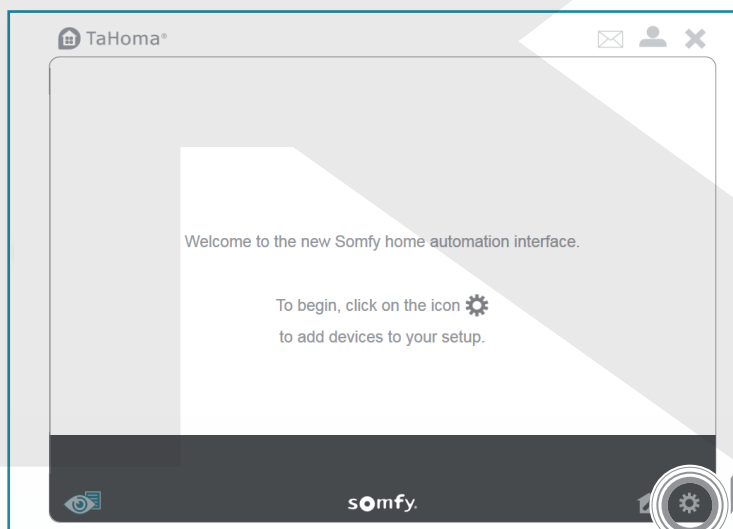 TaHoma®
Welcome to the new Somfy home automation interface.
To begin, click on the icon
to add devices to your setup.
somfy.